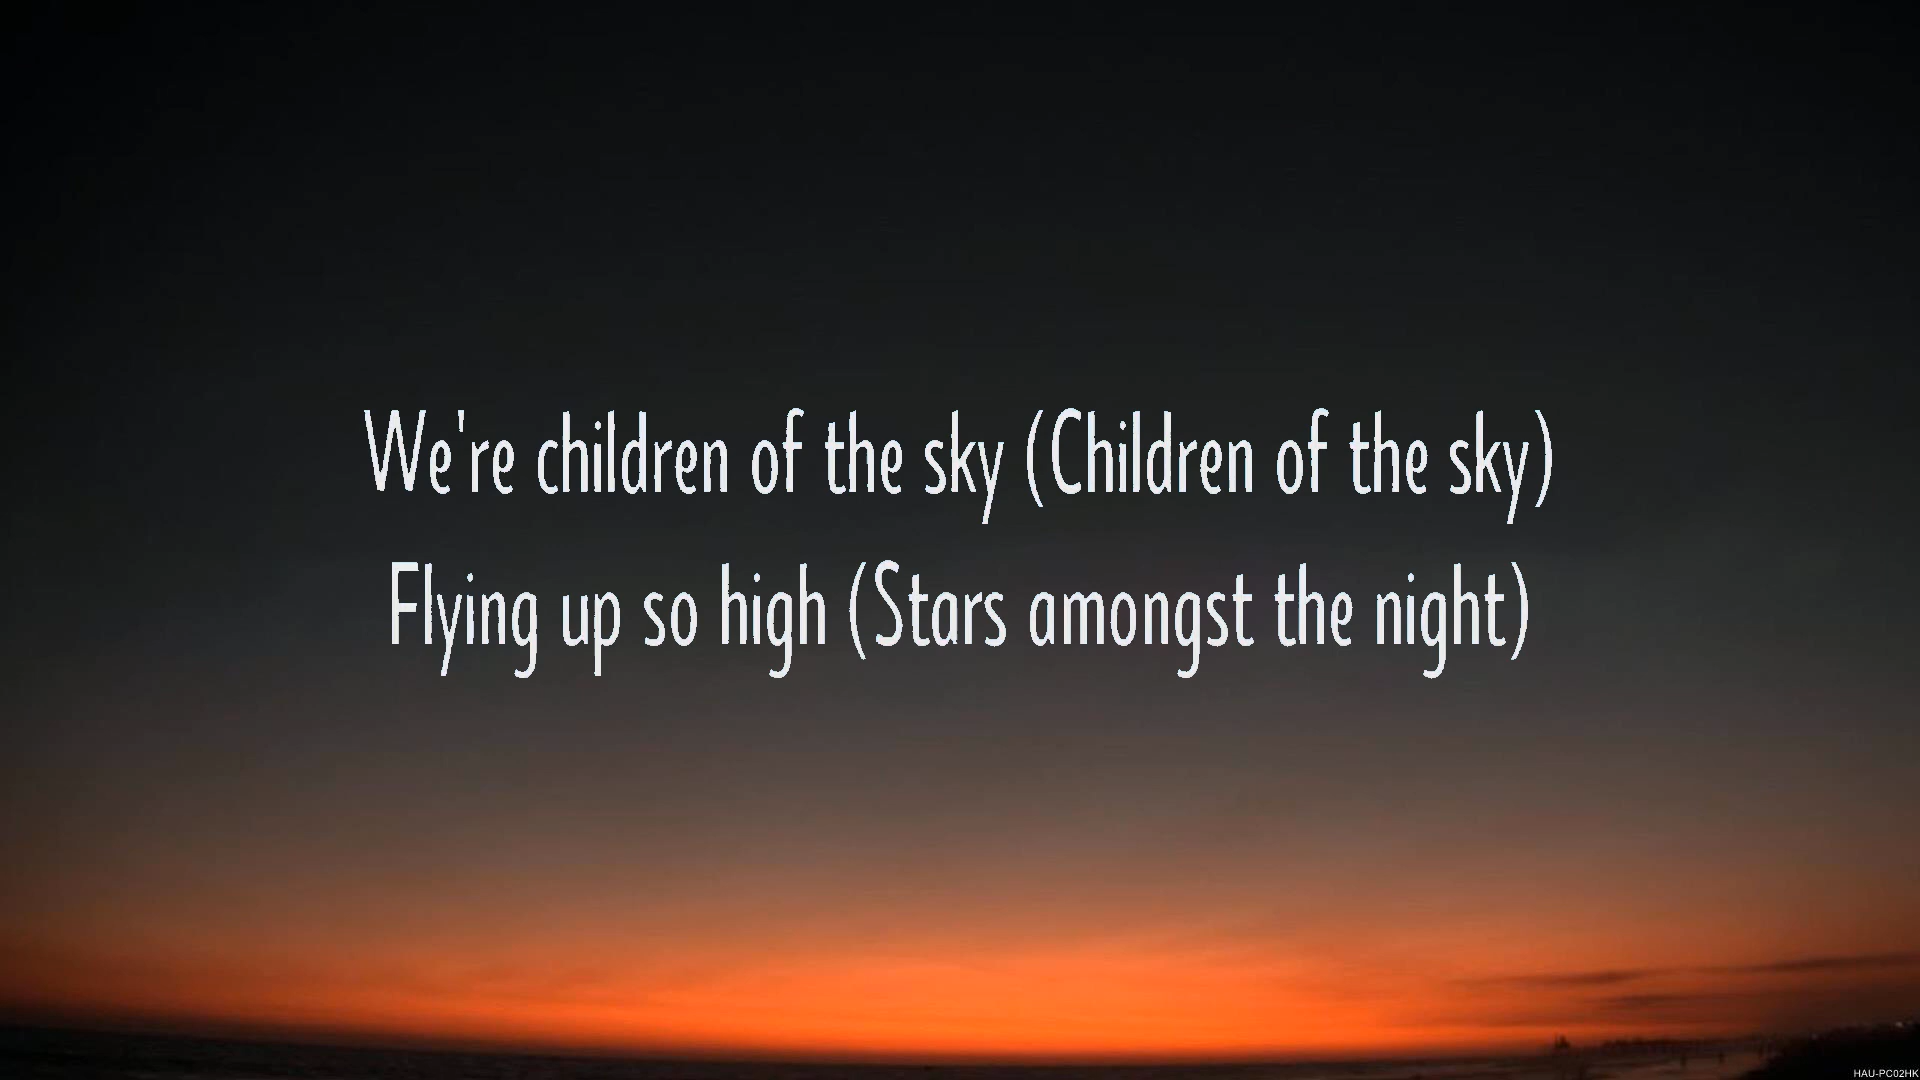 We're children of the sky (Children of the sky)
Flying up so high (Stars amongst the night)
HAU-PC02HK